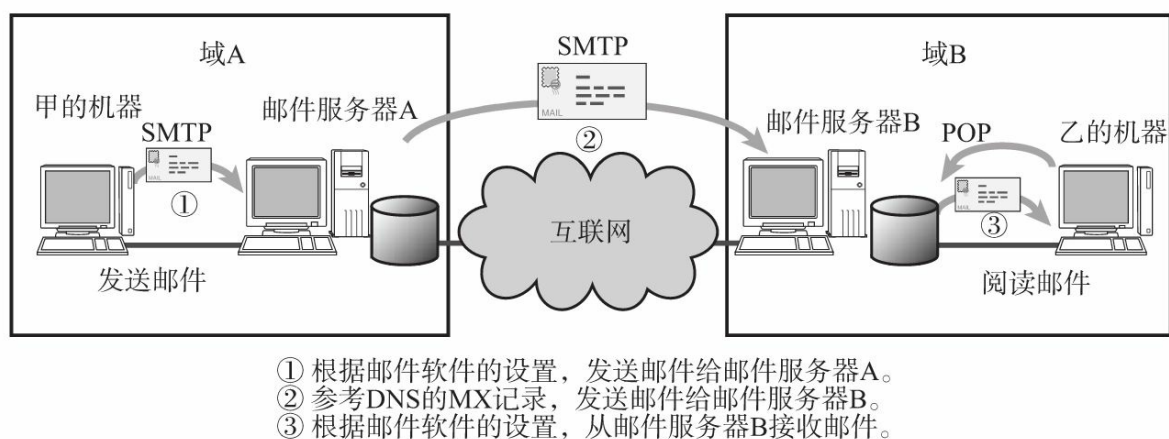 域A
甲的机器
SMTP
①
发送邮件
邮件服务器A
SMTP
MAIL
②
互联网
域B
邮件服务器B
POP
③
乙的机器
阅读邮件
① 根据邮件软件的设置，发送邮件给邮件服务器A。
② 参考DNS的MX记录，发送邮件给邮件服务器B。
③ 根据邮件软件的设置，从邮件服务器B接收邮件。